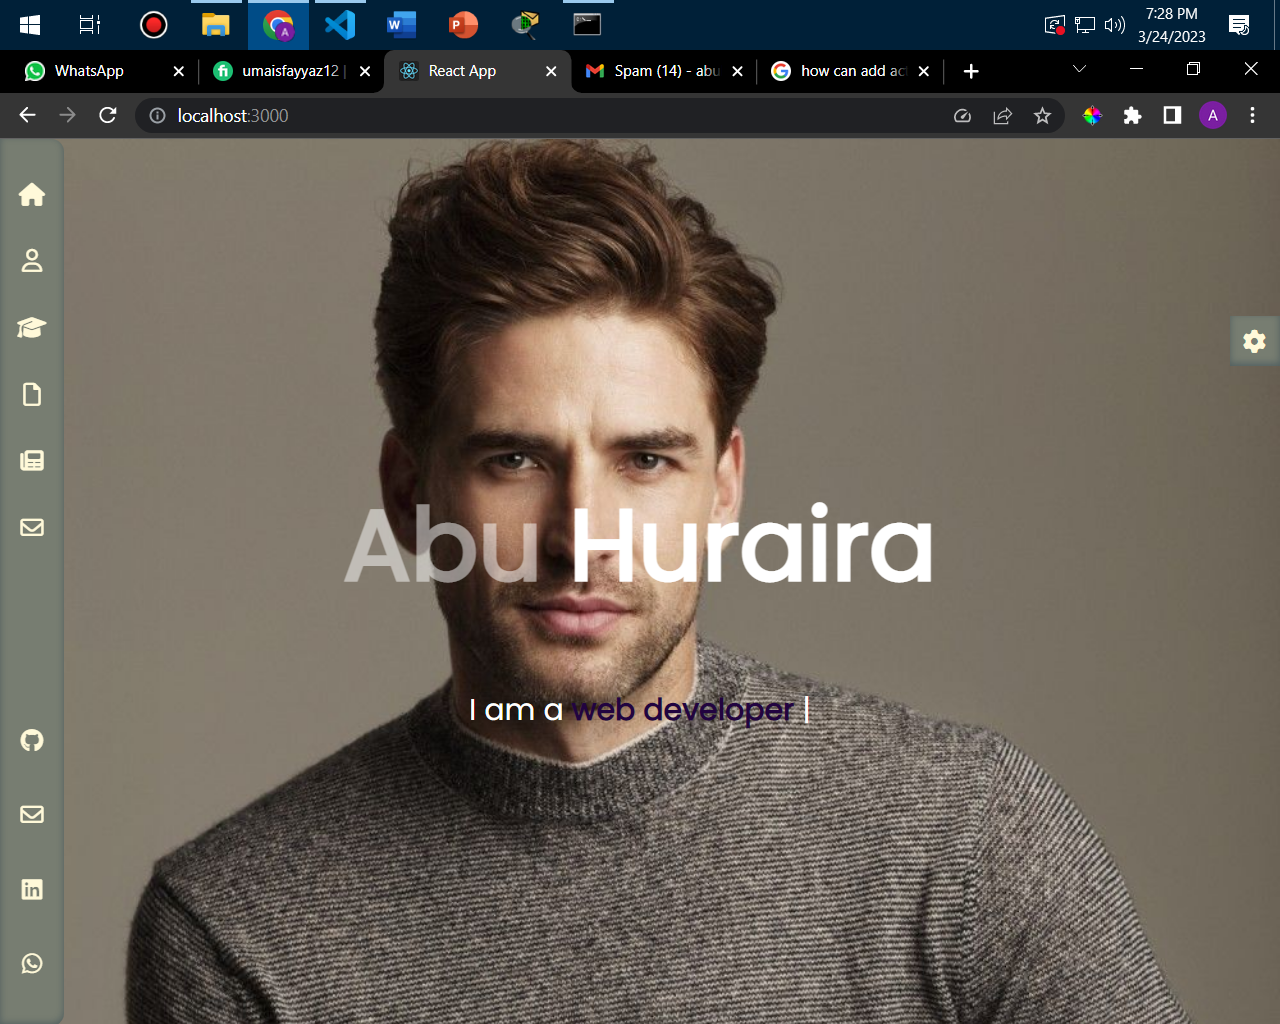 7:28 PM
3/24/2023
WhatsApp
umaisfayyaz12 |
React App
Spam (14) - abu
how can add act
localhost:3000
A
Abu Huraira
I am a web developer |